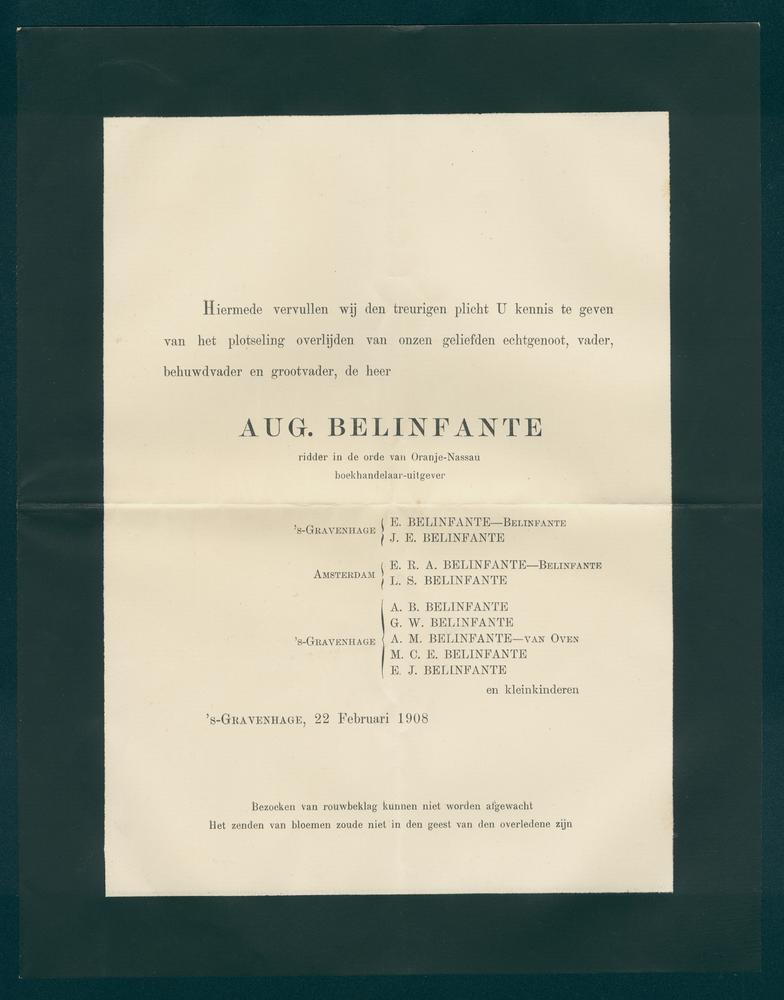 Hiermede vervullen wij den treurigen plicht U kennis te geven
van het plotseling overlijden van onzen geliefden echtgenoot, vader,
behuwdvader en grootvader, de heer
AUG. BELINFANTE
ridder in de orde van Oranje-Nassau
boekhandelaar-uitgever
'S-GRAVENHAGE { E. BELINFANTE—BELINFANTE
J. E. BELINFANTE
AMSTERDAM { E. R. A. BELINFANTE—BELINFANTE
L. S. BELINFANTE
'S-GRAVENHAGE { A. B. BELINFANTE
G. W. BELINFANTE
A. M. BELINFANTE—VAN OVEN
M. C. E. BELINFANTE
E. J. BELINFANTE
en kleinkinderen
'S-GRAVENHAGE, 22 Februari 1908
Bezoeken van rouwbeklag kunnen niet worden afgewacht
Het zenden van bloemen zoude niet in den geest van den overledene zijn